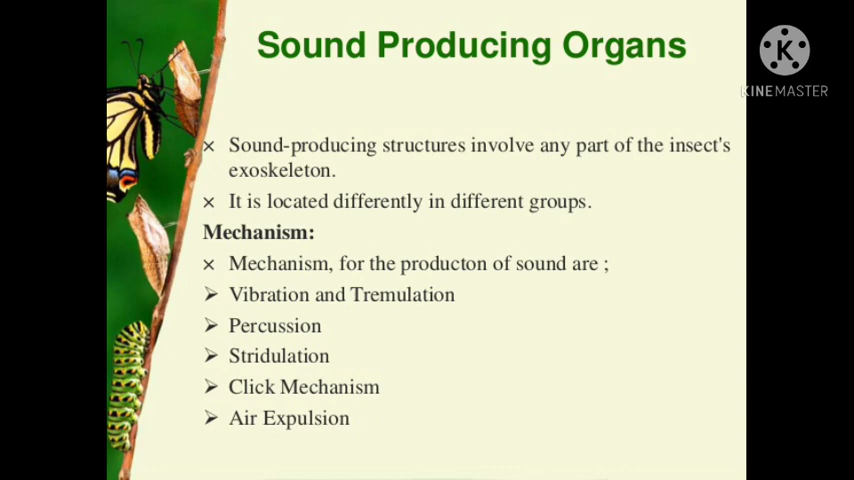 Sound Producing Organs
K
KINEMASTER
× Sound-producing structures involve any part of the insect's
exoskeleton.
× It is located differently in different groups.
Mechanism:
× Mechanism, for the producton of sound are ;
➢ Vibration and Tremulation
➢ Percussion
➢ Stridulation
➢ Click Mechanism
➢ Air Expulsion